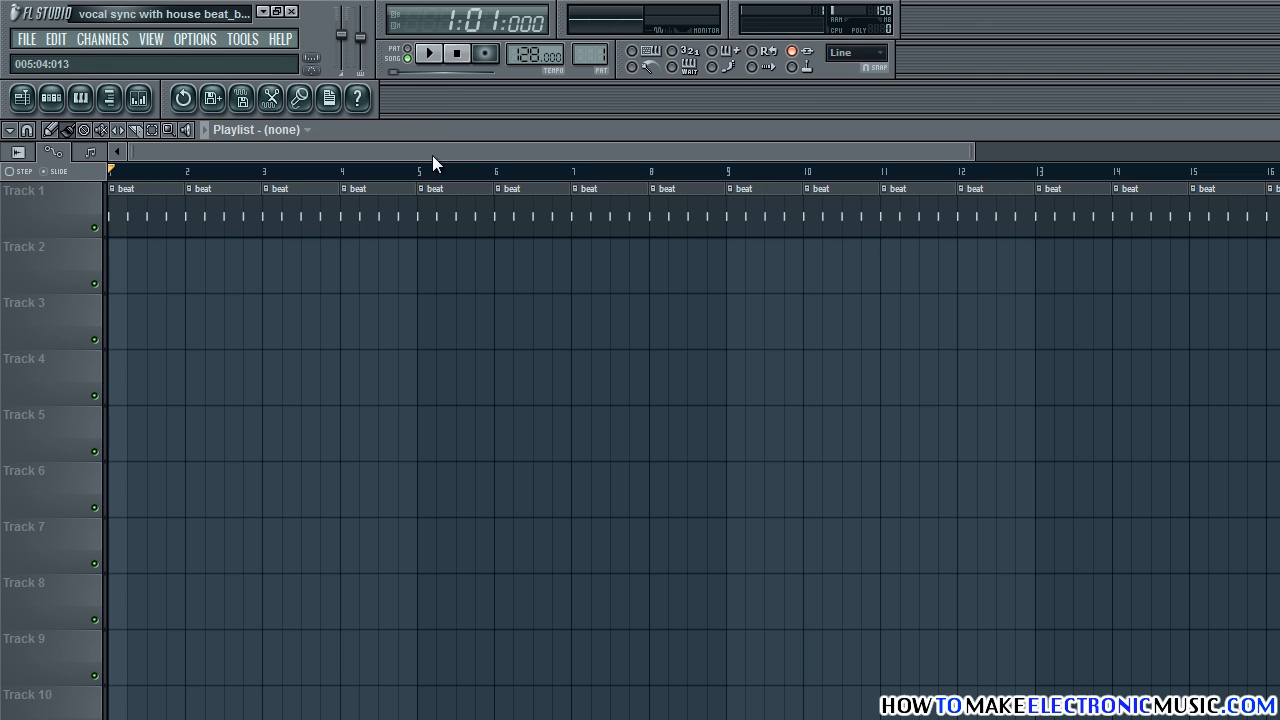 FL STUDIO vocal sync with house beat_b...
FILE EDIT CHANNELS VIEW OPTIONS TOOLS HELP
005:04:013
1:01:000
PAT
SONG
128.000
TEMPO
PAT
MONITOR
150
RAM
MB
CPU
POLY
0
321
WAIT
Line
SNAP
Playlist - (none)
STEP SLIDE
2 3 4 5 6 7 8 9 10 11 12 13 14 15 16
Track 1 beat beat beat beat beat beat beat beat beat beat beat beat beat beat beat b
Track 2
Track 3
Track 4
Track 5
Track 6
Track 7
Track 8
Track 9
Track 10
HOWTOMAKEELECTRONICMUSIC.COM